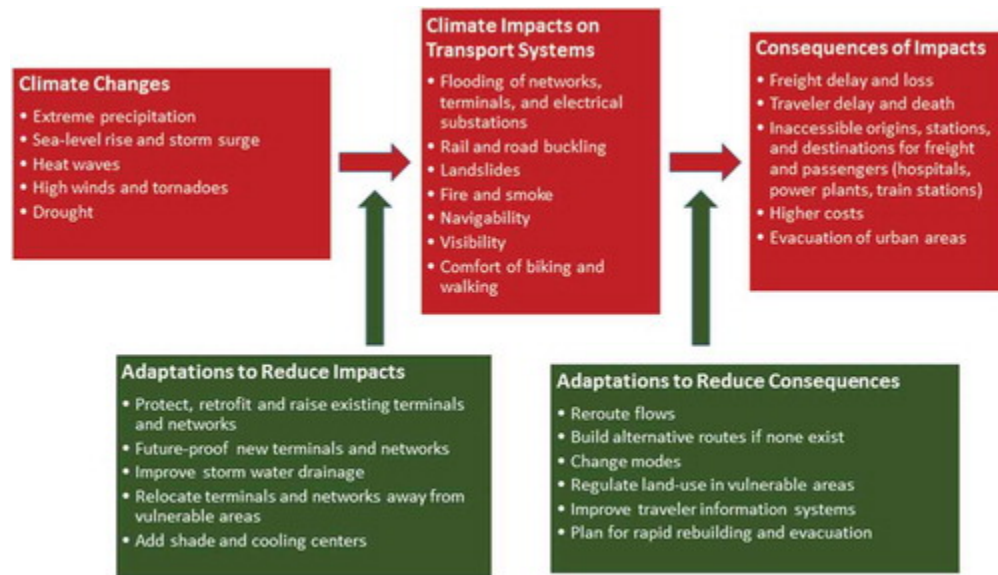 Climate Changes
• Extreme precipitation
• Sea-level rise and storm surge
• Heat waves
• High winds and tornadoes
• Drought
Climate Impacts on
Transport Systems
• Flooding of networks,
terminals, and electrical
substations
• Rail and road buckling
• Landslides
• Fire and smoke
• Navigability
• Visibility
• Comfort of biking and
walking
Consequences of Impacts
• Freight delay and loss
• Traveler delay and death
• Inaccessible origins, stations,
and destinations for freight
and passengers (hospitals,
power plants, train stations)
• Higher costs
• Evacuation of urban areas
Adaptations to Reduce Impacts
• Protect, retrofit and raise existing terminals
and networks
• Future-proof new terminals and networks
• Improve storm water drainage
• Relocate terminals and networks away from
vulnerable areas
• Add shade and cooling centers
Adaptations to Reduce Consequences
• Reroute flows
• Build alternative routes if none exist
• Change modes
• Regulate land-use in vulnerable areas
• Improve traveler information systems
• Plan for rapid rebuilding and evacuation